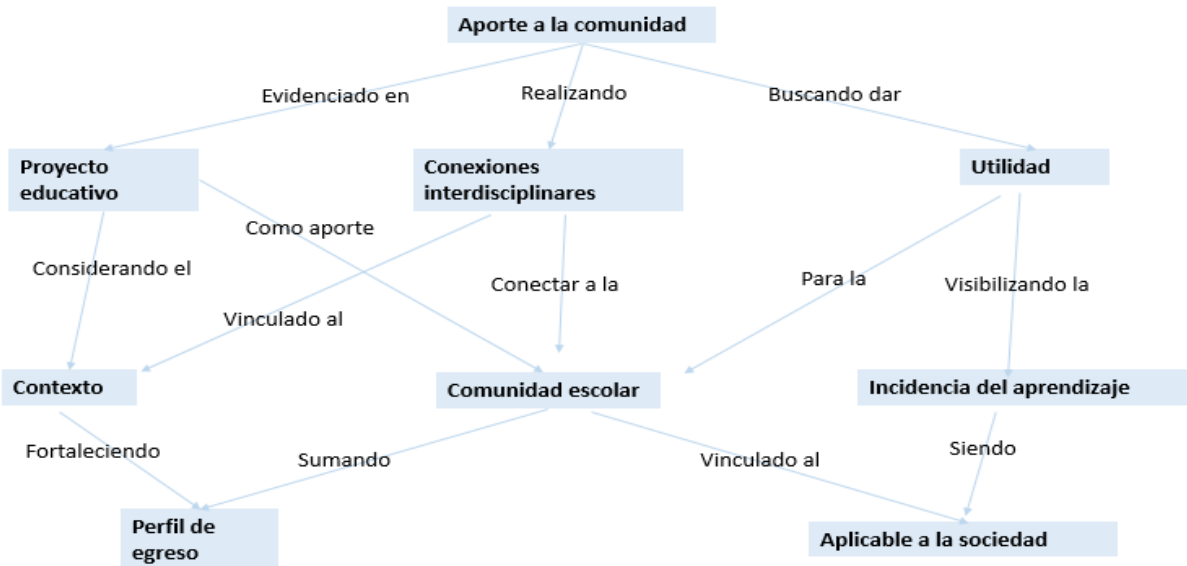 Aporte a la comunidad
Evidenciado en
Realizando
Buscando dar
Proyecto
educativo
Conexiones
interdisciplinares
Utilidad
Como aporte
Considerando el
Conectar a la
Para la
Visibilizando la
Vinculado al
Contexto
Comunidad escolar
Incidencia del aprendizaje
Fortaleciendo
Sumando
Vinculado al
Siendo
Perfil de
egreso
Aplicable a la sociedad